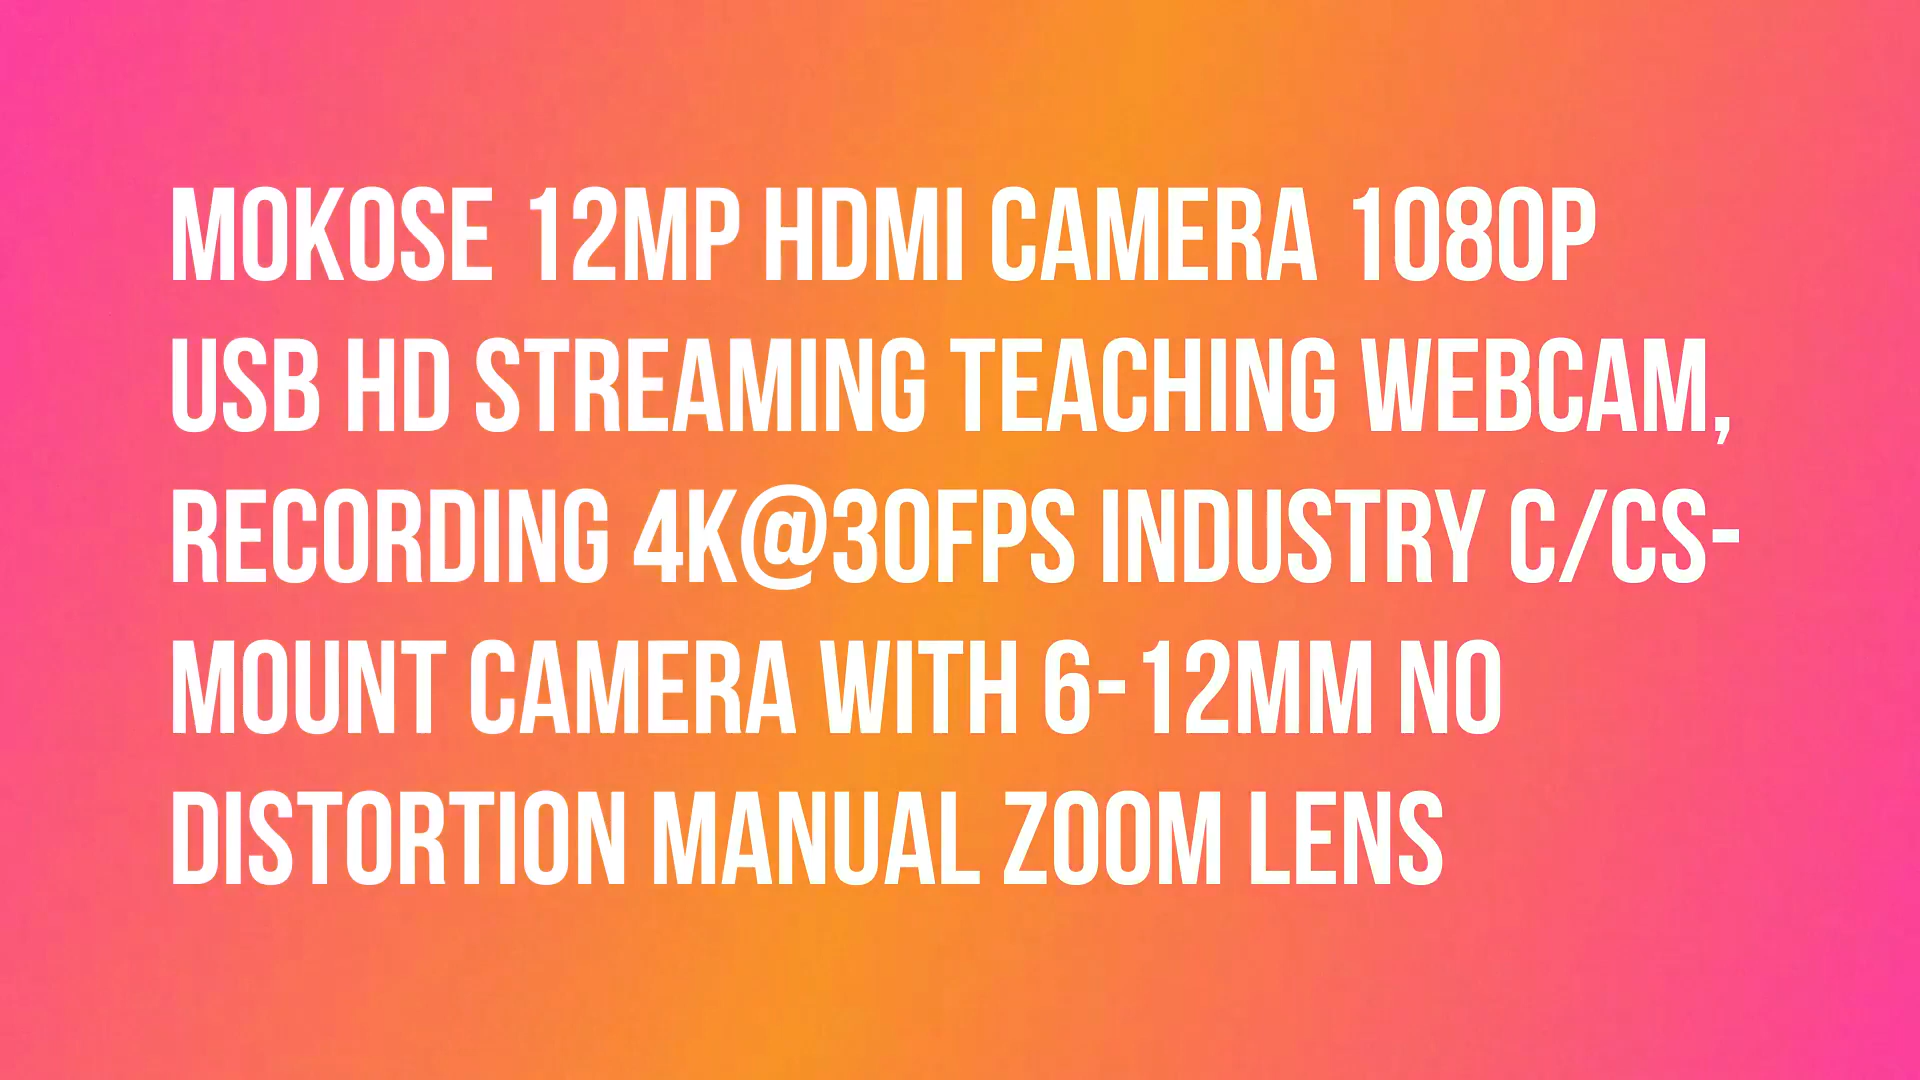 MOKOSE 12MP HDMI CAMERA 1080P
USB HD STREAMING TEACHING WEBCAM,
RECORDING 4K@30FPS INDUSTRY C/CS-
MOUNT CAMERA WITH 6-12MM NO
DISTORTION MANUAL ZOOM LENS